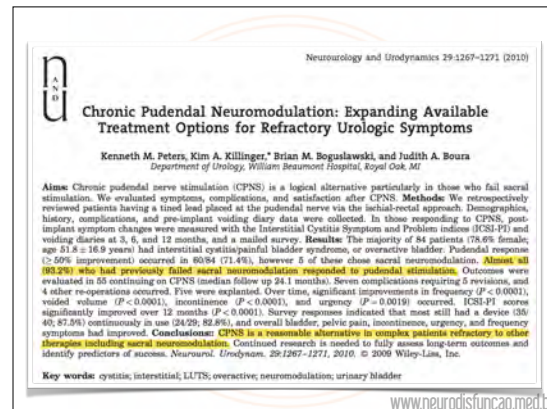 n
AND
u
Neurourology and Urodynamics 29:1267–1271 (2010)
Chronic Pudendal Neuromodulation: Expanding Available
Treatment Options for Refractory Urologic Symptoms
Kenneth M. Peters, Kim A. Killinger,* Brian M. Boguslawski, and Judith A. Boura
Department of Urology, William Beaumont Hospital, Royal Oak, MI
Aims: Chronic pudendal nerve stimulation (CPNS) is a logical alternative particularly in those who fail sacral
stimulation. We evaluated symptoms, complications, and satisfaction after CPNS. Methods: We retrospectively
reviewed patients having a tined lead placed at the pudendal nerve via the ischial-rectal approach. Demographics,
history, complications, and pre-implant voiding diary data were collected. In those responding to CPNS, post-
implant symptom changes were measured with the Interstitial Cystitis Symptom and Problem indices (ICSI-PI) and
voiding diaries at 3, 6, and 12 months, and a mailed survey. Results: The majority of 84 patients (78.6% female;
age 51.8 ± 16.9 years) had interstitial cystitis/painful bladder syndrome, or overactive bladder. Pudendal response
(≥50% improvement) occurred in 60/84 (71.4%), however 5 of these chose sacral neuromodulation. Almost all
(93.2%) who had previously failed sacral neuromodulation responded to pudendal stimulation. Outcomes were
evaluated in 55 continuing on CPNS (median follow up 24.1 months). Seven complications requiring 5 revisions, and
4 other re-operations occurred. Five were explanted. Over time, significant improvements in frequency (P < 0.0001),
voided volume (P < 0.0001), incontinence (P < 0.0001), and urgency (P = 0.0019) occurred. ICSI-PI scores
significantly improved over 12 months (P < 0.0001). Survey responses indicated that most still had a device (35/
40; 87.5%) continuously in use (24/29; 82.8%), and overall bladder, pelvic pain, incontinence, urgency, and frequency
symptoms had improved. Conclusions: CPNS is a reasonable alternative in complex patients refractory to other
therapies including sacral neuromodulation. Continued research is needed to fully assess long-term outcomes and
identify predictors of success. Neurourol. Urodynam. 29:1267–1271, 2010. © 2009 Wiley-Liss, Inc.
Key words: cystitis; interstitial; LUTS; overactive; neuromodulation; urinary bladder
www.neurodisfuncao.med.b